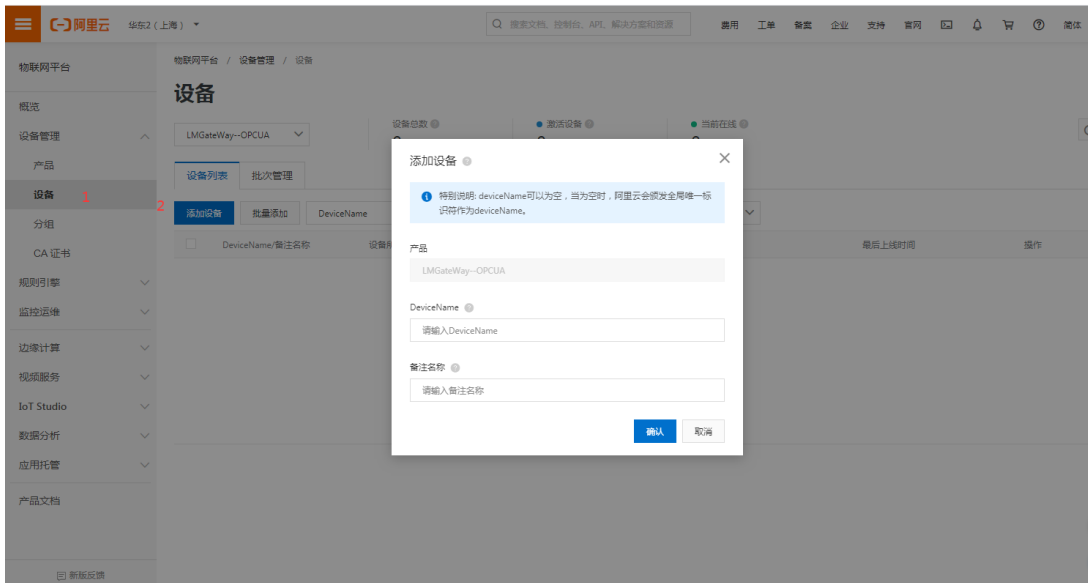 阿里云 华东2（上海） 搜索文档、控制台、API、解决方案和资源 费用 工单 备案 企业 支持 官网 简体
物联网平台
概览
设备管理
产品
设备 1
分组
CA 证书
规则引擎
监控运维
边缘计算
视频服务
IoT Studio
数据分析
应用托管
产品文档
新版反馈
物联网平台 / 设备管理 / 设备
设备
LMGateWay--OPCUA 设备总数 激活设备 当前在线
设备列表 批次管理
2 添加设备 批量添加 DeviceName
DeviceName/备注名称 最后上线时间 操作
添加设备
特别说明: deviceName可以为空，当为空时，阿里云会颁发全局唯一标
识符作为deviceName。
产品
LMGateWay--OPCUA
DeviceName
请输入DeviceName
备注名称
请输入备注名称
确认 取消